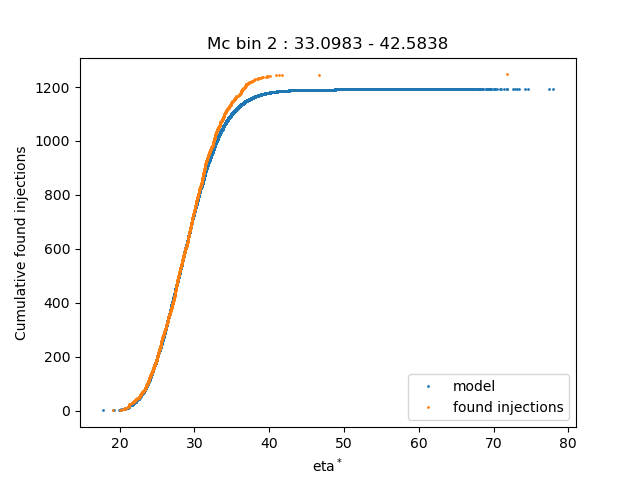 Mc bin 2 : 33.0983 - 42.5838
Cumulative found injections
1200
1000
800
600
400
200
0
20 30 40 50 60 70 80
eta*
model
found injections